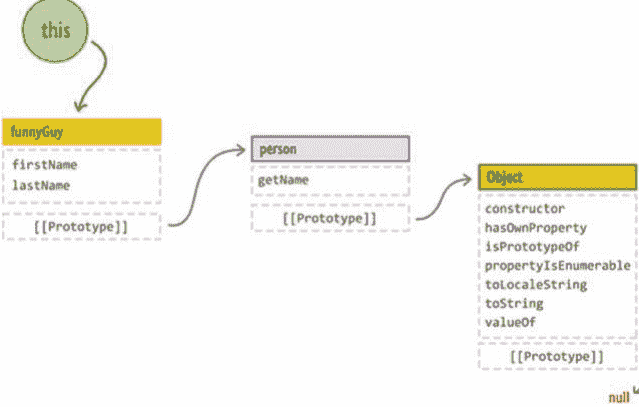 this
funnyGuy
firstName
lastName
[[Prototype]]
person
getName
[[Prototype]]
Object
constructor
hasOwnProperty
isPrototypeOf
propertyIsEnumerable
toLocaleString
toString
valueOf
[[Prototype]]
null